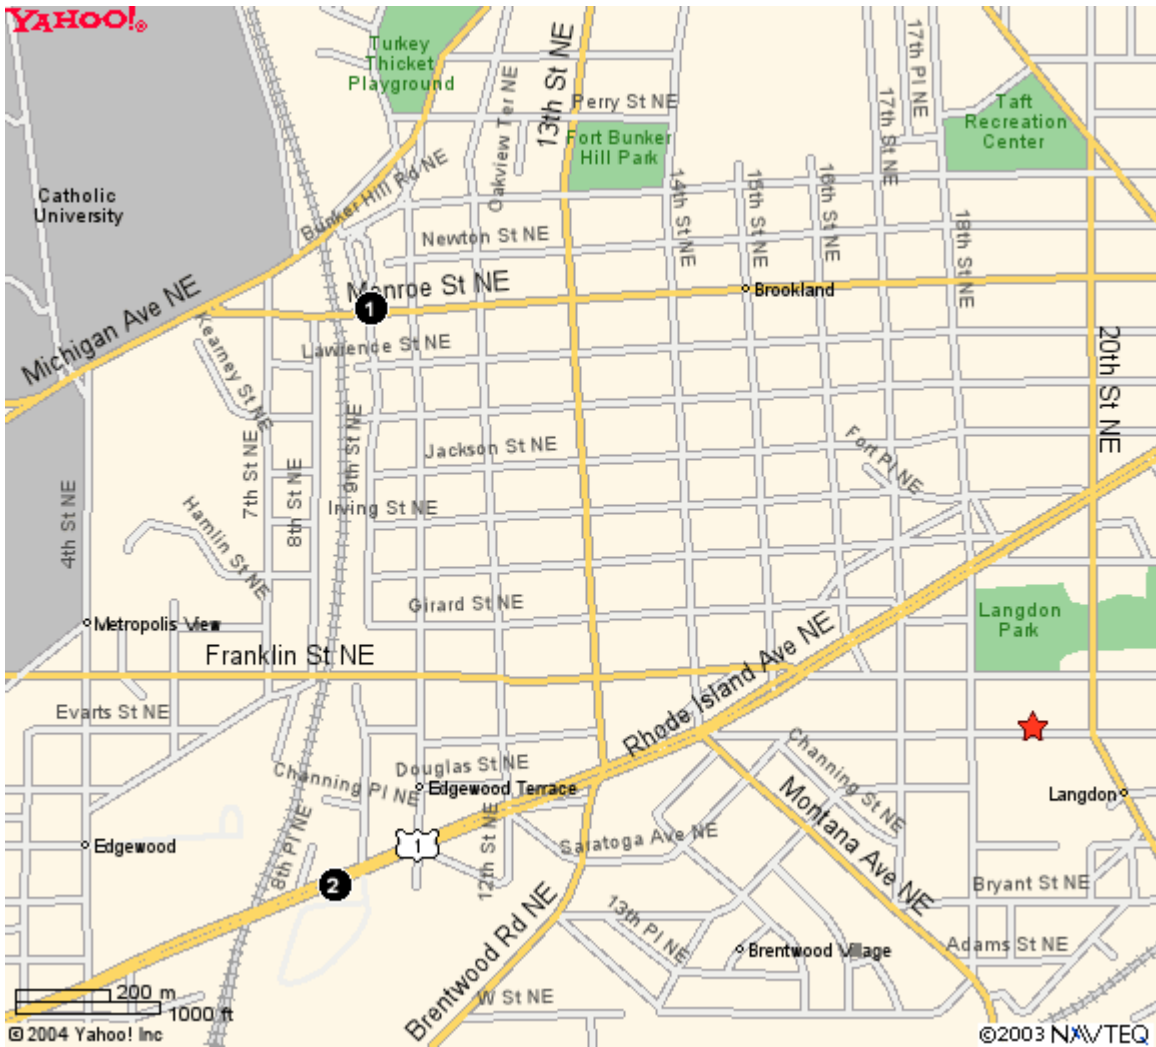 YAHOO!®
Turkey
Thicket
Playground
Oakview Ter NE
13th St NE
Perry St NE
Fort Bunker
Hill Park
17th Pl NE
17th St NE
Taft
Recreation
Center
Catholic
University
Bunker Hill Rd NE
14th St NE
15th St NE
16th St NE
18th St NE
Newton St NE
Michigan Ave NE
Monroe St NE
1
Brookland
Kearney St NE
Lawrence St NE
20th St NE
Jackson St NE
Fort Pl NE
4th St NE
7th St NE
8th St NE
9th St NE
Irving St NE
Hamlin St NE
Girard St NE
Metropolis View
Langdon
Park
Franklin St NE
Rhode Island Ave NE
Evarts St NE
Douglas St NE
Channing Pl NE
Edgewood Terrace
Channing St NE
Montana Ave NE
Langdon
Edgewood
8th Pl NE
1
12th St NE
Saratoga Ave NE
2
Bryant St NE
Brentwood Rd NE
13th Pl NE
Brentwood Village
Adams St NE
W St NE
200 m
1000 ft
© 2004 Yahoo! Inc
©2003 NAVTEQ